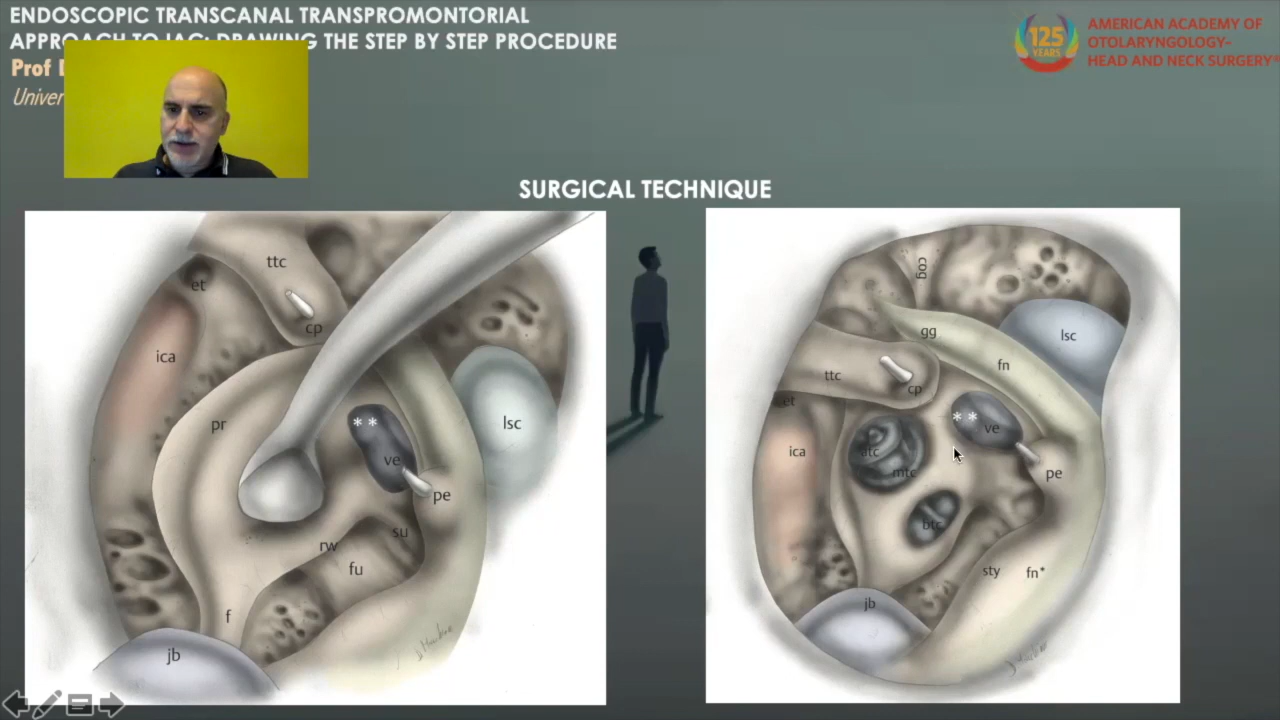 ENDOSCOPIC TRANSCANAL TRANSPROMONTORIAL
APPROACH TO IAC: DRAWING THE STEP BY STEP PROCEDURE
Prof
Univer
125
YEARS
AMERICAN ACADEMY OF
OTOLARYNGOLOGY–
HEAD AND NECK SURGERY®
SURGICAL TECHNIQUE
ttc
et
cp
ica
pr
lsc
**
ve
pe
su
rw
fu
f
jb
cog
gg
lsc
fn
ttc
cp
et
**
ve
ica
atc
mtc
pe
btc
sty
fn*
jb